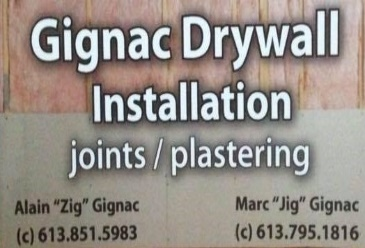 Gignac Drywall
Installation
joints / plastering
Alain "Zig" Gignac Marc "Jig" Gignac
(c) 613.851.5983 (c) 613.795.1816